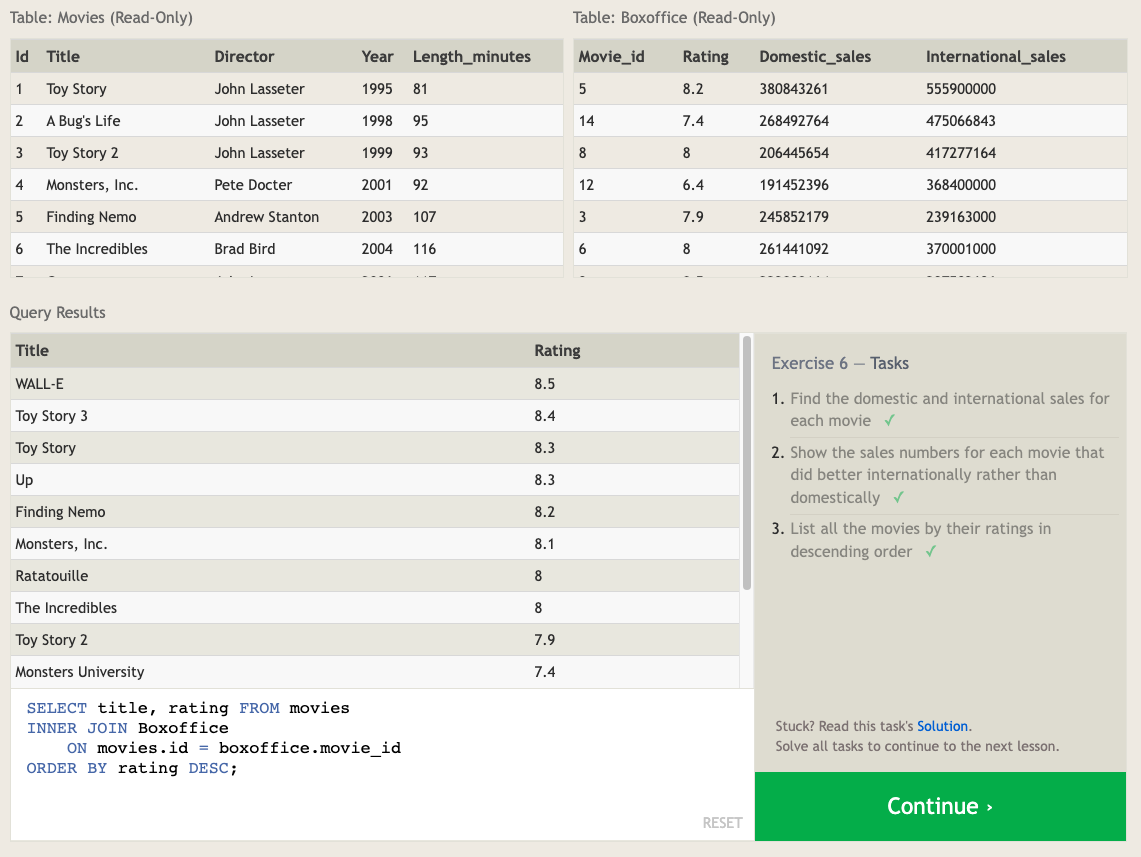 Table: Movies (Read-Only)
Id Title Director Year Length_minutes
1 Toy Story John Lasseter 1995 81
2 A Bug's Life John Lasseter 1998 95
3 Toy Story 2 John Lasseter 1999 93
4 Monsters, Inc. Pete Docter 2001 92
5 Finding Nemo Andrew Stanton 2003 107
6 The Incredibles Brad Bird 2004 116
Table: Boxoffice (Read-Only)
Movie_id Rating Domestic_sales International_sales
5 8.2 380843261 555900000
14 7.4 268492764 475066843
8 8 206445654 417277164
12 6.4 191452396 368400000
3 7.9 245852179 239163000
6 8 261441092 370001000
Query Results
Title Rating
WALL-E 8.5
Toy Story 3 8.4
Toy Story 8.3
Up 8.3
Finding Nemo 8.2
Monsters, Inc. 8.1
Ratatouille 8
The Incredibles 8
Toy Story 2 7.9
Monsters University 7.4
SELECT title, rating FROM movies
INNER JOIN Boxoffice
ON movies.id = boxoffice.movie_id
ORDER BY rating DESC;
RESET
Exercise 6 — Tasks
1. Find the domestic and international sales for
each movie ✓
2. Show the sales numbers for each movie that
did better internationally rather than
domestically ✓
3. List all the movies by their ratings in
descending order ✓
Stuck? Read this task's Solution.
Solve all tasks to continue to the next lesson.
Continue ›